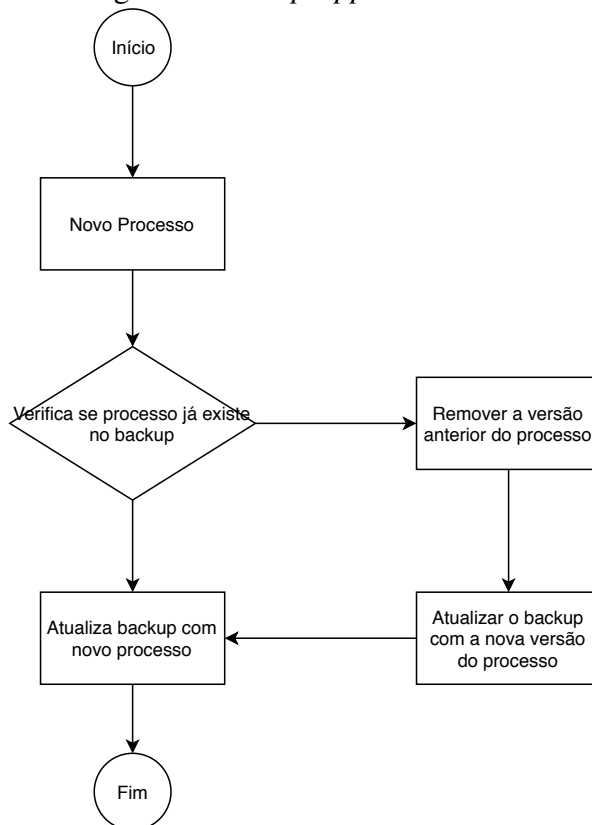 Início
Novo Processo
Verifica se processo já existe
no backup
Remover a versão
anterior do processo
Atualiza backup com
novo processo
Atualizar o backup
com a nova versão
do processo
Fim